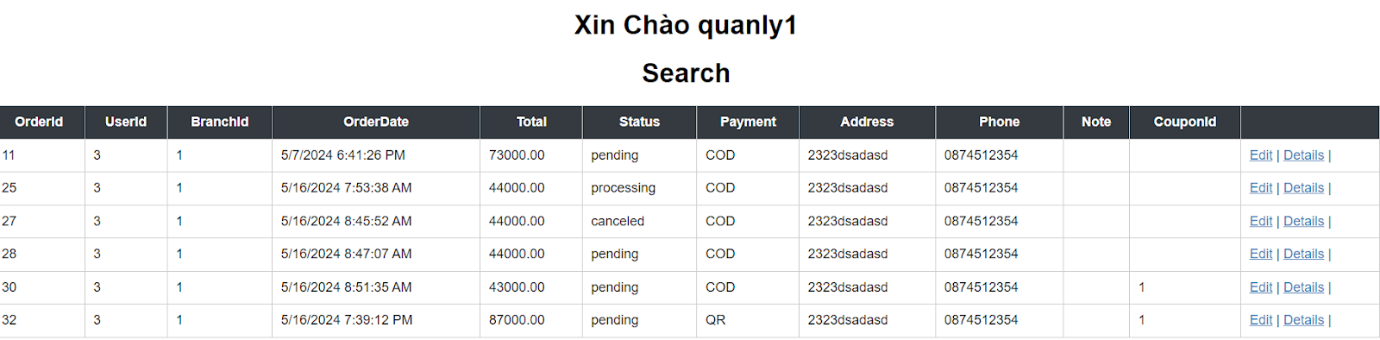 Xin Chào quanly1
Search
OrderId UserId BranchId OrderDate Total Status Payment Address Phone Note CouponId
11 3 1 5/7/2024 6:41:26 PM 73000.00 pending COD 2323dsadasd 0874512354 Edit | Details |
25 3 1 5/16/2024 7:53:38 AM 44000.00 processing COD 2323dsadasd 0874512354 Edit | Details |
27 3 1 5/16/2024 8:45:52 AM 44000.00 canceled COD 2323dsadasd 0874512354 Edit | Details |
28 3 1 5/16/2024 8:47:07 AM 44000.00 pending COD 2323dsadasd 0874512354 Edit | Details |
30 3 1 5/16/2024 8:51:35 AM 43000.00 pending COD 2323dsadasd 0874512354 1 Edit | Details |
32 3 1 5/16/2024 7:39:12 PM 87000.00 pending QR 2323dsadasd 0874512354 1 Edit | Details |